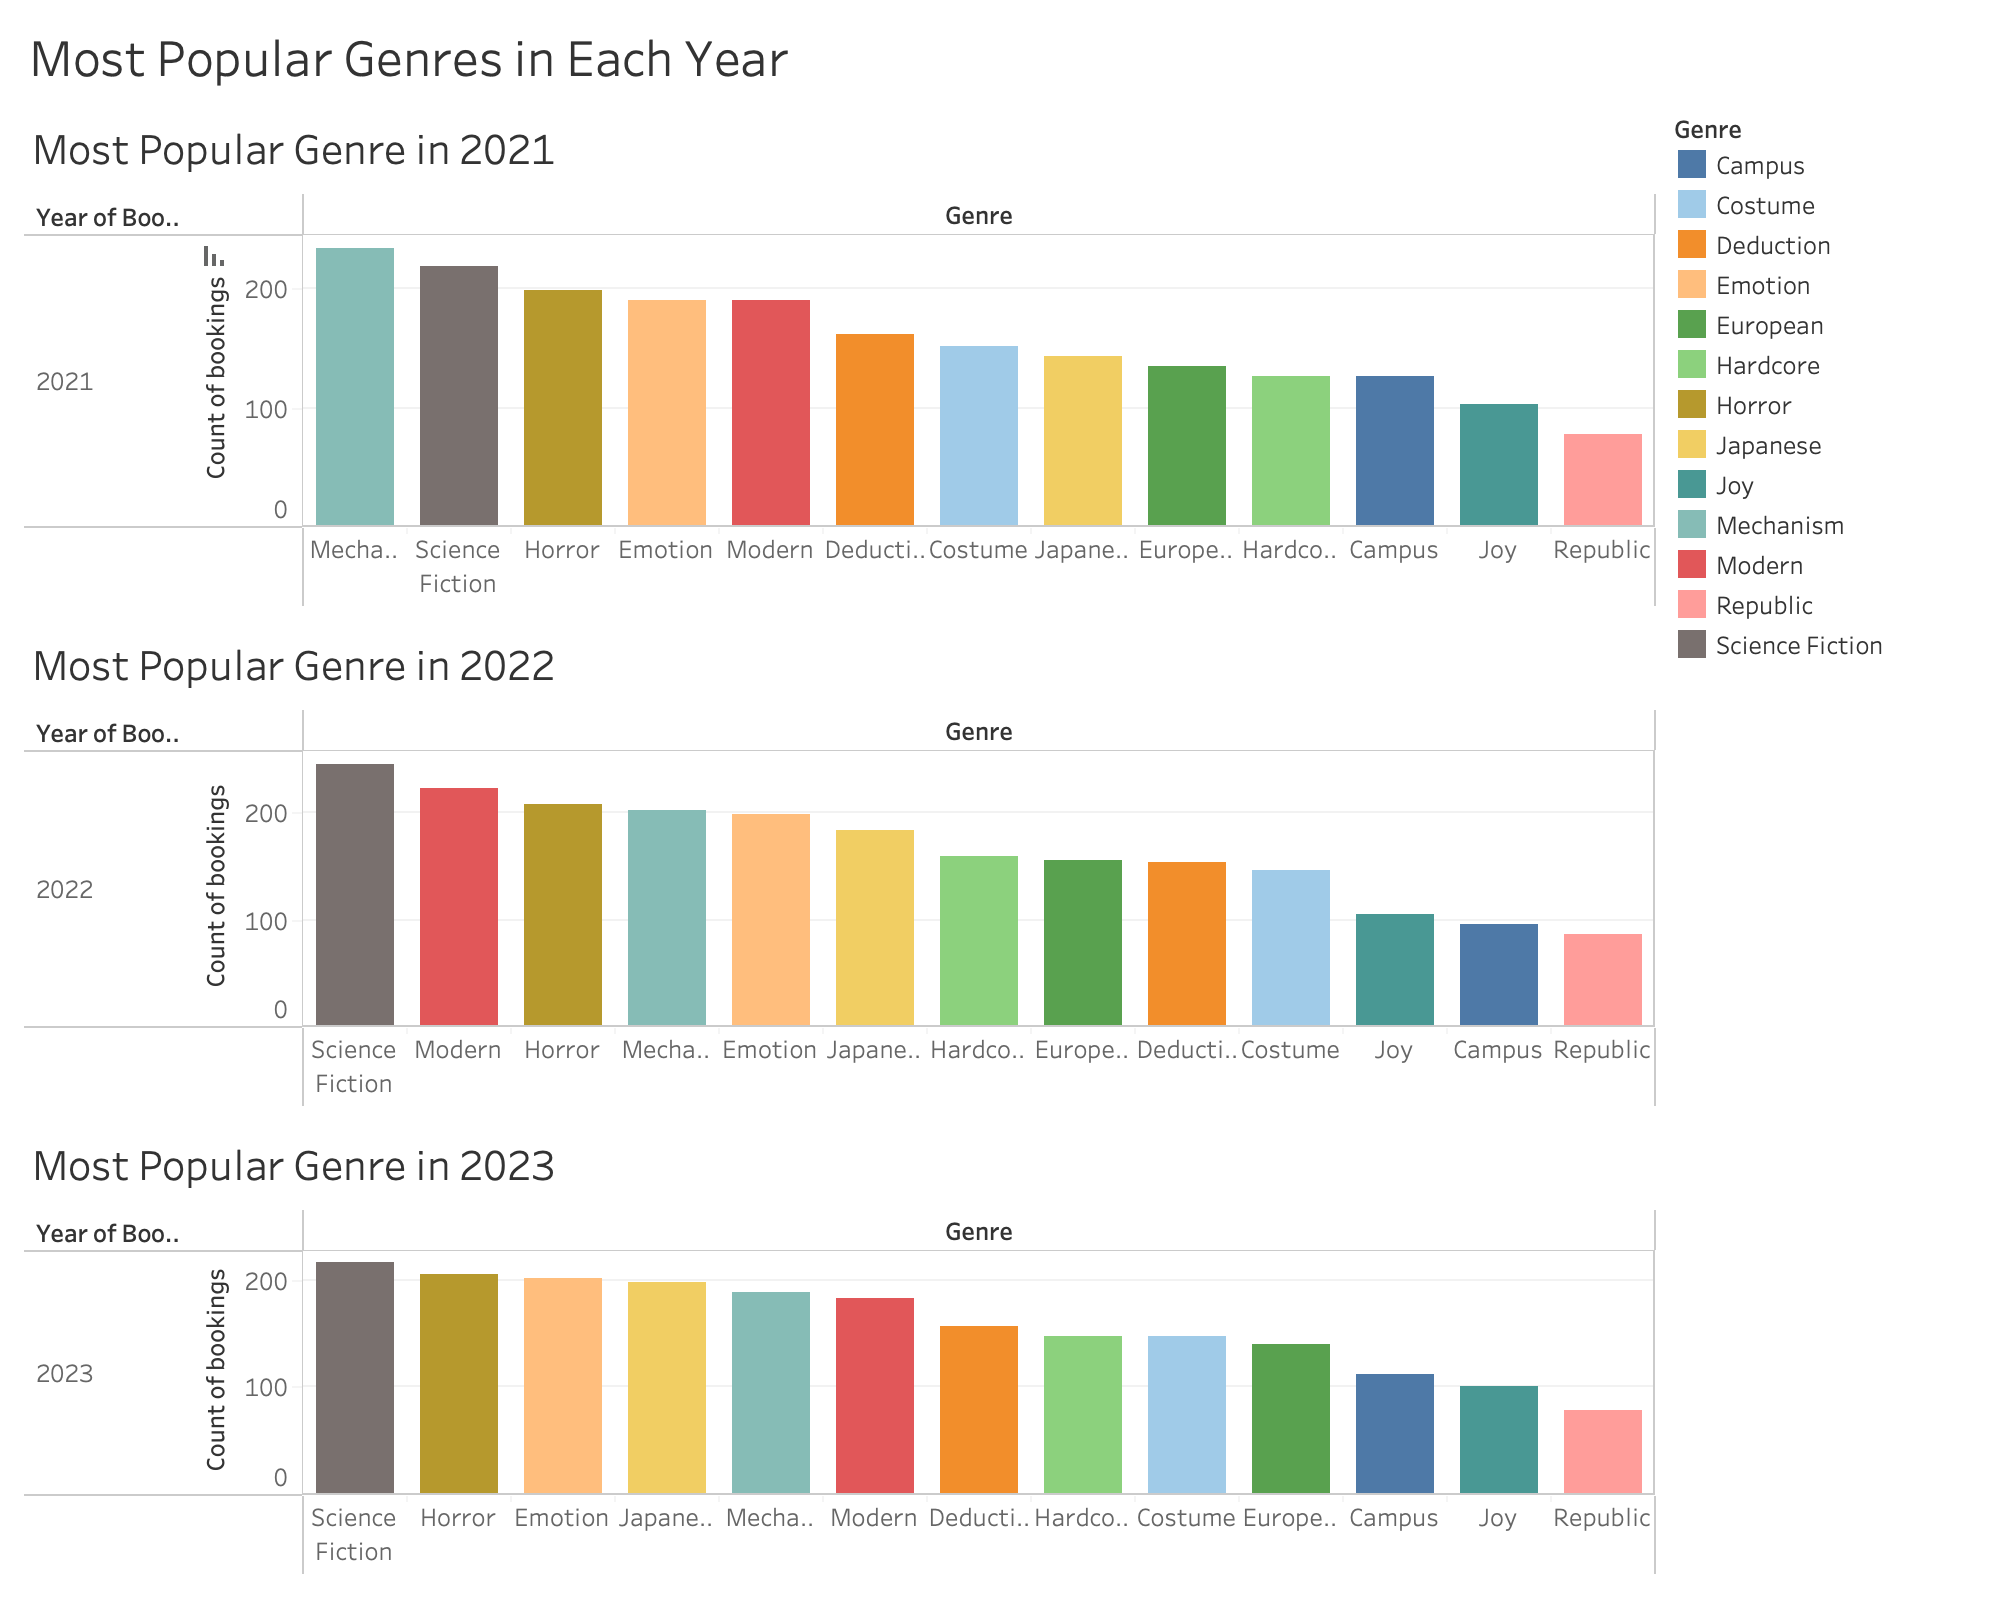 Most Popular Genres in Each Year
Most Popular Genre in 2021
Year of Boo..
Genre
2021
Count of bookings
200
100
0
Mecha.. Science Fiction Horror Emotion Modern Deducti.. Costume Japane.. Europe.. Hardco.. Campus Joy Republic
Genre
Campus
Costume
Deduction
Emotion
European
Hardcore
Horror
Japanese
Joy
Mechanism
Modern
Republic
Science Fiction
Most Popular Genre in 2022
Year of Boo..
Genre
2022
Count of bookings
200
100
0
Science Fiction Modern Horror Mecha.. Emotion Japane.. Hardco.. Europe.. Deducti.. Costume Joy Campus Republic
Most Popular Genre in 2023
Year of Boo..
Genre
2023
Count of bookings
200
100
0
Science Fiction Horror Emotion Japane.. Mecha.. Modern Deducti.. Hardco.. Costume Europe.. Campus Joy Republic